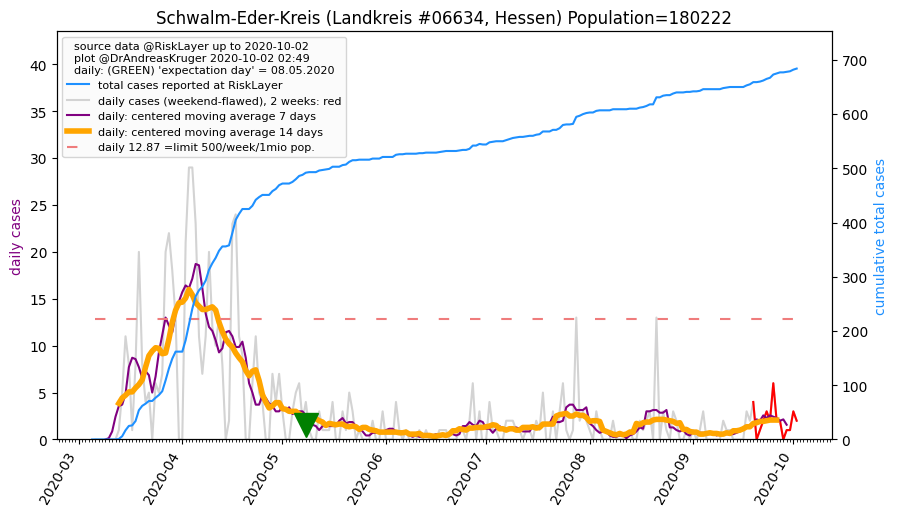 Schwalm-Eder-Kreis (Landkreis #06634, Hessen) Population=180222
source data @RiskLayer up to 2020-10-02
plot @DrAndreasKruger 2020-10-02 02:49
daily: (GREEN) 'expectation day' = 08.05.2020
total cases reported at RiskLayer
daily cases (weekend-flawed), 2 weeks: red
daily: centered moving average 7 days
daily: centered moving average 14 days
daily 12.87 =limit 500/week/1mio pop.
daily cases
40
35
30
25
20
15
10
5
0
700
600
500
400
300
200
100
0
cumulative total cases
2020-03
2020-04
2020-05
2020-06
2020-07
2020-08
2020-09
2020-10